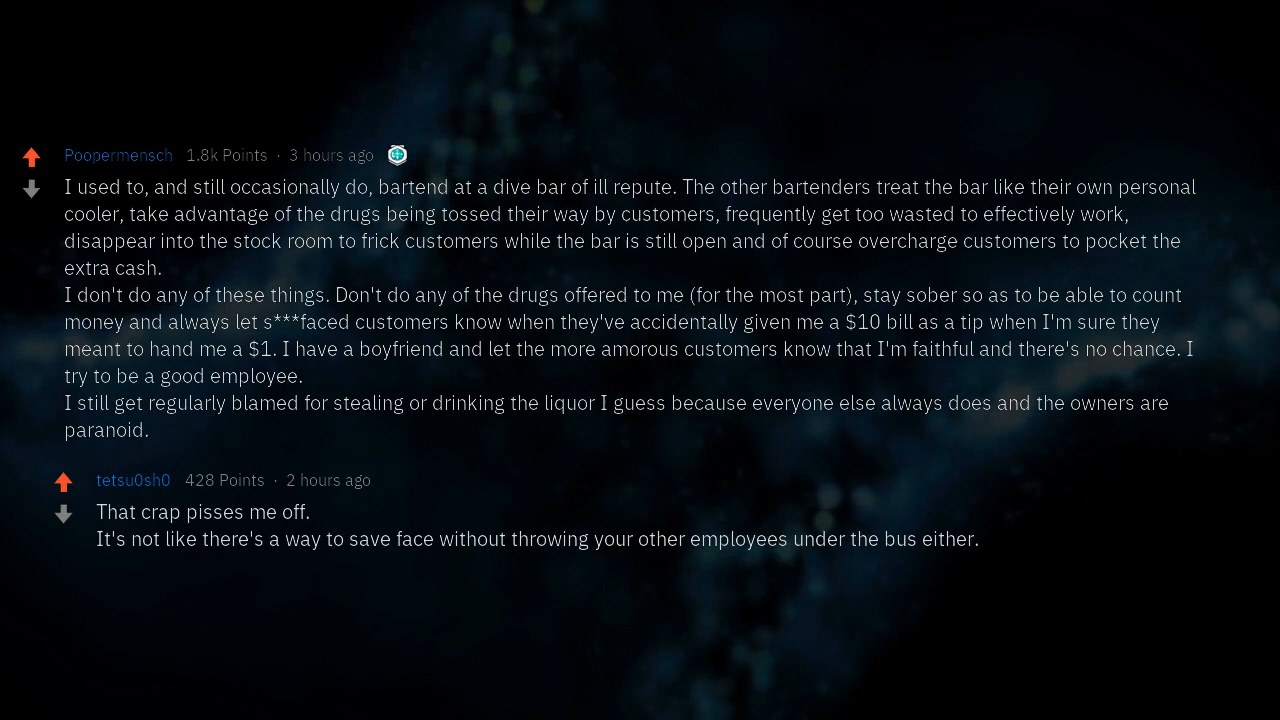 Poopermensch 1.8k Points · 3 hours ago
I used to, and still occasionally do, bartend at a dive bar of ill repute. The other bartenders treat the bar like their own personal
cooler, take advantage of the drugs being tossed their way by customers, frequently get too wasted to effectively work,
disappear into the stock room to frick customers while the bar is still open and of course overcharge customers to pocket the
extra cash.
I don't do any of these things. Don't do any of the drugs offered to me (for the most part), stay sober so as to be able to count
money and always let s***faced customers know when they've accidentally given me a $10 bill as a tip when I'm sure they
meant to hand me a $1. I have a boyfriend and let the more amorous customers know that I'm faithful and there's no chance. I
try to be a good employee.
I still get regularly blamed for stealing or drinking the liquor I guess because everyone else always does and the owners are
paranoid.
tetsu0sh0 428 Points · 2 hours ago
That crap pisses me off.
It's not like there's a way to save face without throwing your other employees under the bus either.